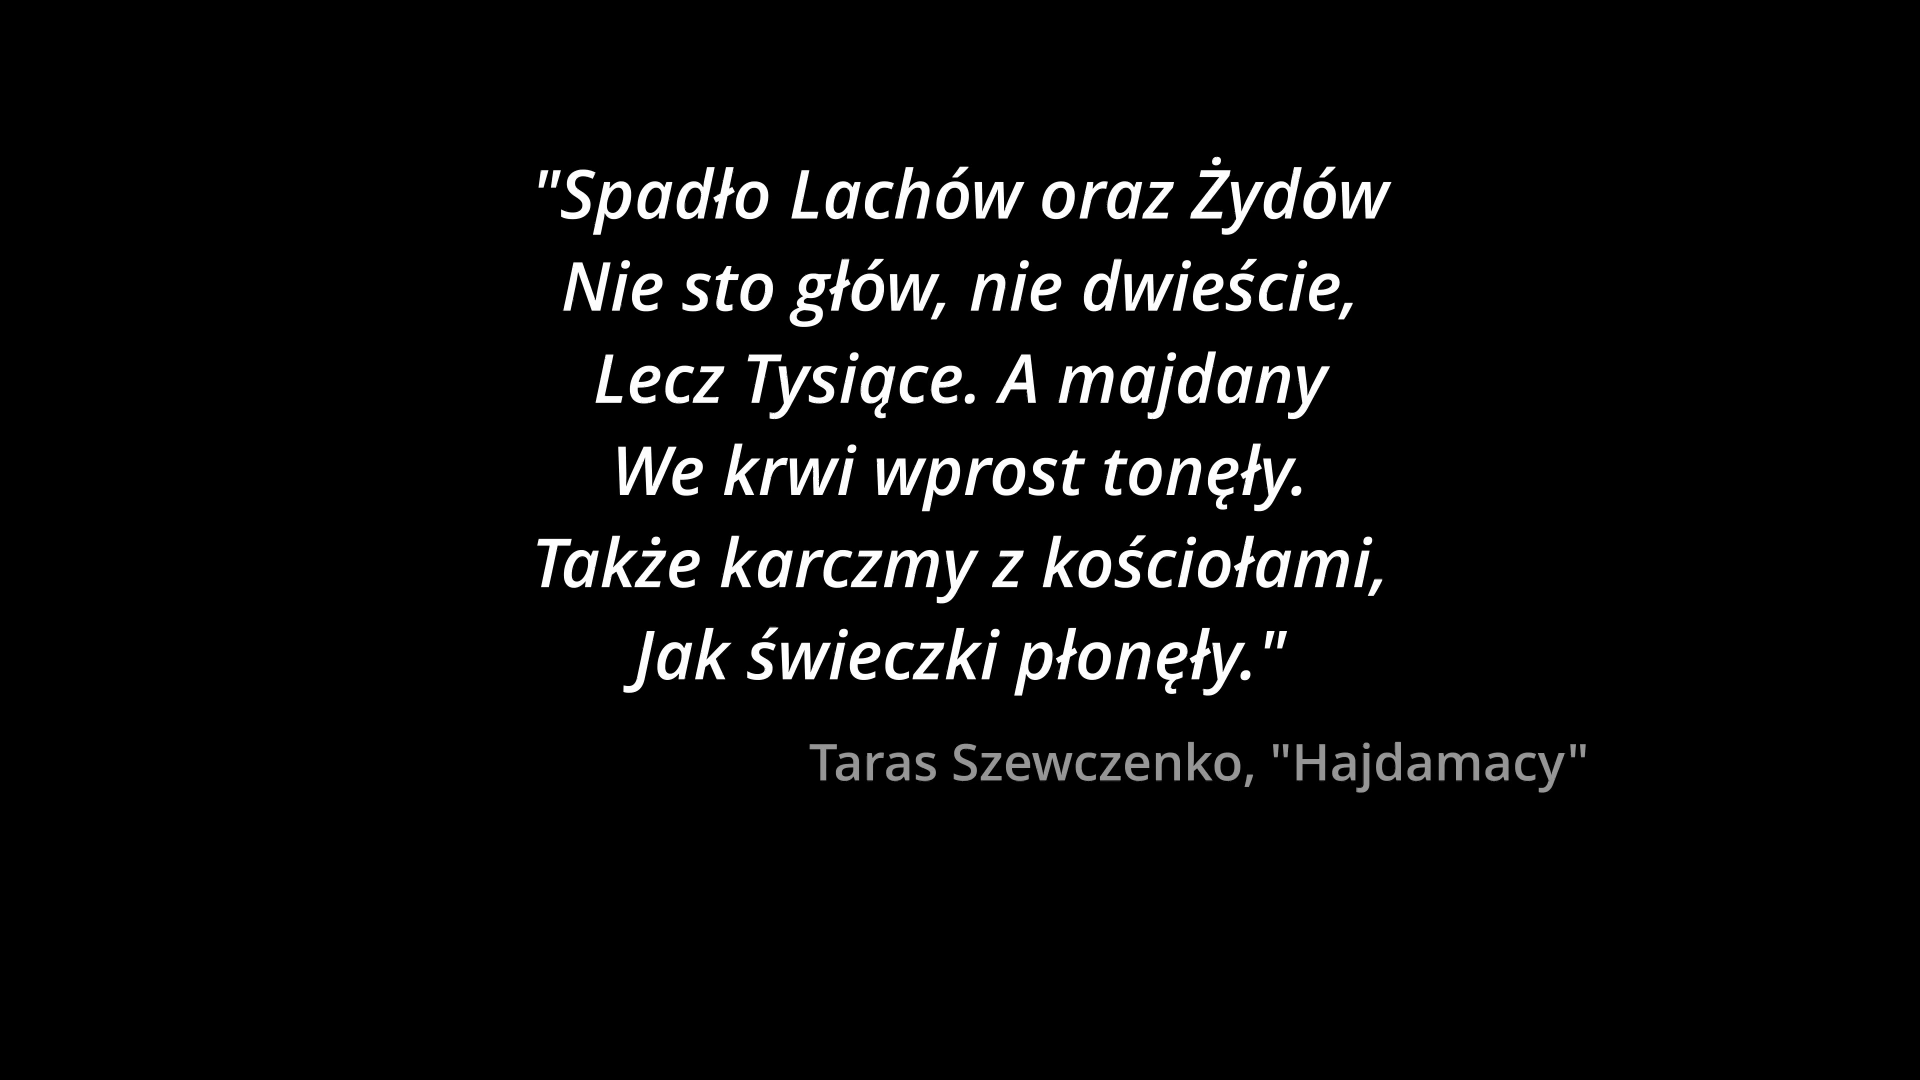 "Spadło Lachów oraz Żydów
Nie sto głów, nie dwieście,
Lecz Tysiące. A majdany
We krwi wprost tonęły.
Także karczmy z kościołami,
Jak świeczki płonęły."
Taras Szewczenko, "Hajdamacy"